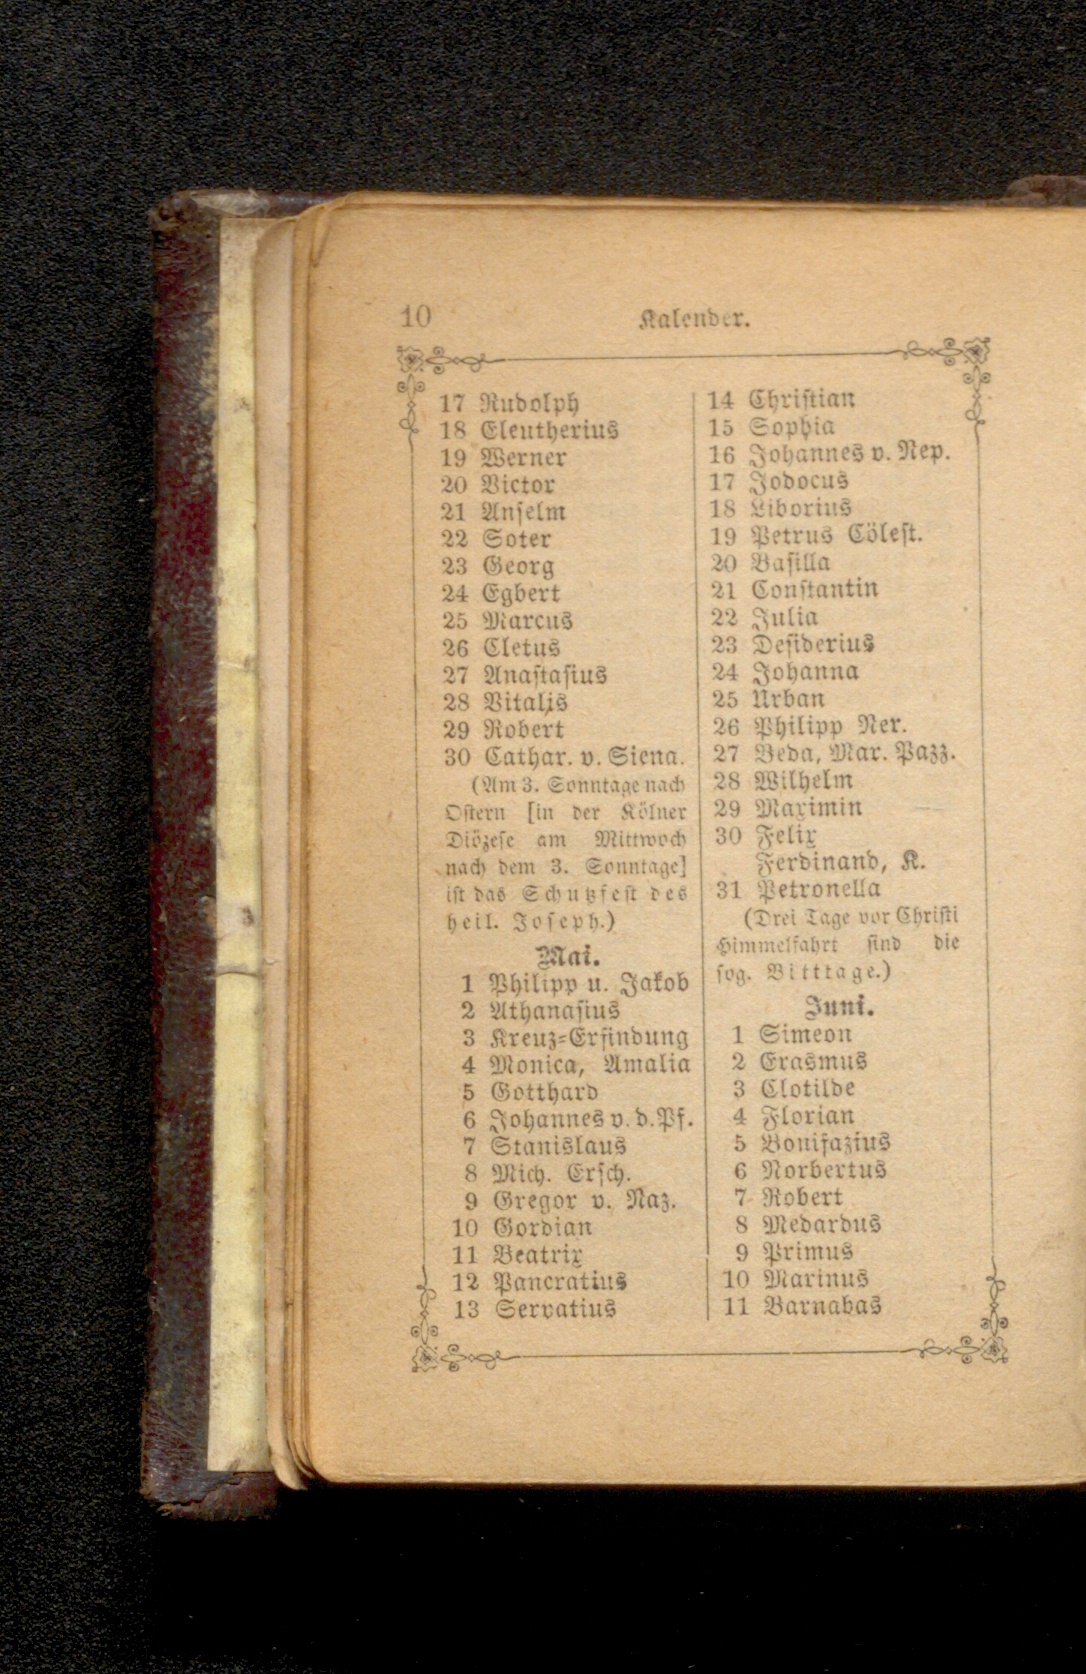 10
Kalender.
17 Rudolph
18 Eleutherius
19 Werner
20 Victor
21 Anselm
22 Soter
23 Georg
24 Egbert
25 Marcus
26 Cletus
27 Anastasius
28 Vitalis
29 Robert
30 Cathar. v. Siena.
(Am 3. Sonntage nach
Ostern [in der Kölner
Diözese am Mittwoch
nach dem 3. Sonntage]
ist das Schutzfest des
heil. Joseph.)
Mai.
1 Philipp u. Jakob
2 Athanasius
3 Kreuz-Erfindung
4 Monica, Amalia
5 Gotthard
6 Johannes v. d. Pf.
7 Stanislaus
8 Mich. Ersch.
9 Gregor v. Naz.
10 Gordian
11 Beatrix
12 Pancratius
13 Servatius
14 Christian
15 Sophia
16 Johannes v. Nep.
17 Jodocus
18 Liborius
19 Petrus Cölest.
20 Basilla
21 Constantin
22 Julia
23 Desiderius
24 Johanna
25 Urban
26 Philipp Ner.
27 Beda, Mar. Pazz.
28 Wilhelm
29 Maximin
30 Felix
Ferdinand, K.
31 Petronella
(Drei Tage vor Christi
Himmelfahrt sind die
sog. Bitttage.)
Juni.
1 Simeon
2 Erasmus
3 Clotilde
4 Florian
5 Bonifazius
6 Norbertus
7 Robert
8 Medardus
9 Primus
10 Marinus
11 Barnabas